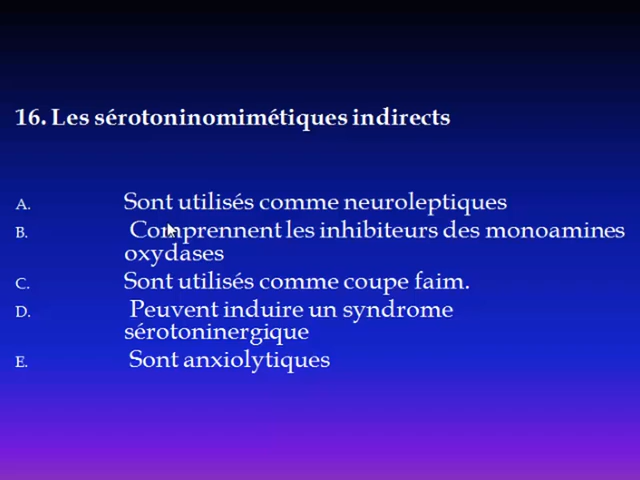 16. Les sérotoninomimétiques indirects
A. Sont utilisés comme neuroleptiques
B. Comprennent les inhibiteurs des monoamines
oxydases
C. Sont utilisés comme coupe faim.
D. Peuvent induire un syndrome
sérotoninergique
E. Sont anxiolytiques